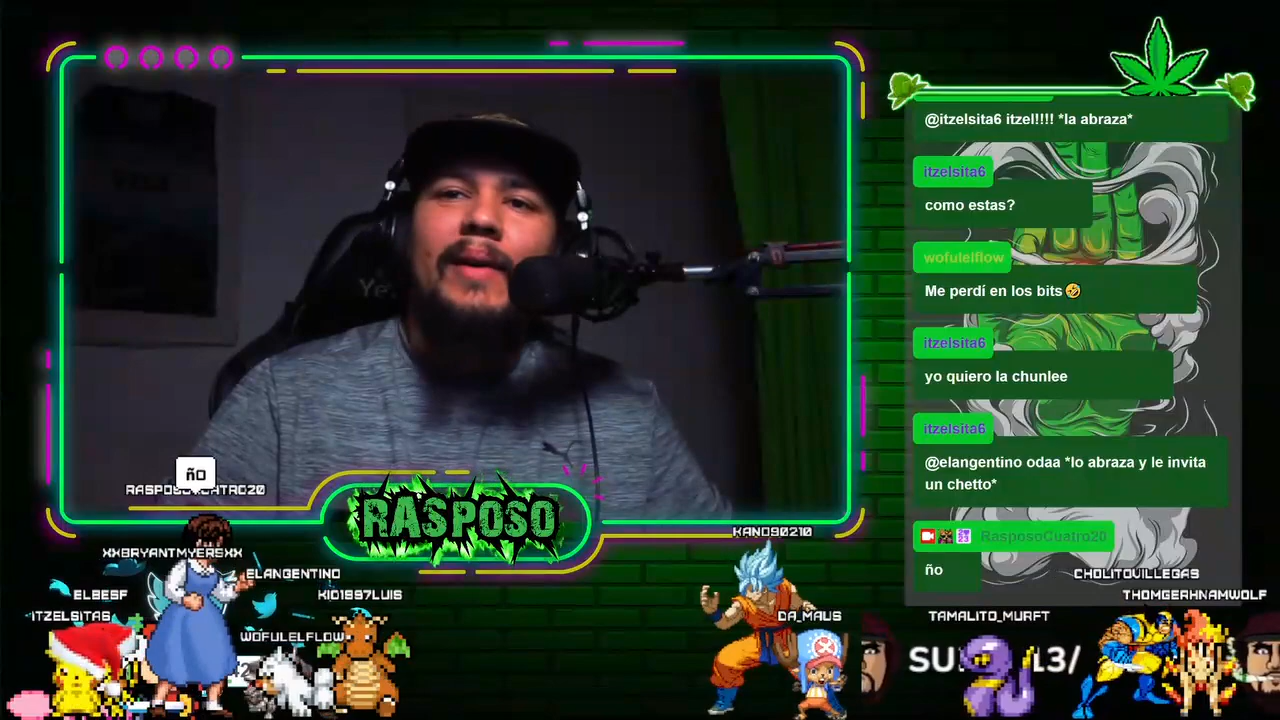 @itzelsita6 itzel!!!! *la abraza*
itzelsita6
como estas?
wofulelflow
Me perdí en los bits🤣
itzelsita6
yo quiero la chunlee
itzelsita6
@elangentino odaa *lo abraza y le invita
un chetto*
RasposoCuatro20
ño
ño
RASPOSOCUATRO20
RASPOSO
XXBRYANTMYERSXX
ELANGENTINO
ELBESF
KID1997LUIS
ITZELSITA6
WOFULELFLOW
KANO90210
DA_MAUS
CHOLITOVILLEGAS
THOMGERHNAMWOLF
TAMALITO_MURFT